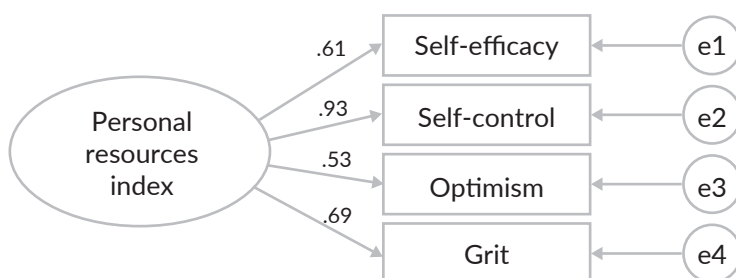 .61
Self-efficacy
e1
Personal
resources
index
.93
Self-control
e2
.53
Optimism
e3
.69
Grit
e4